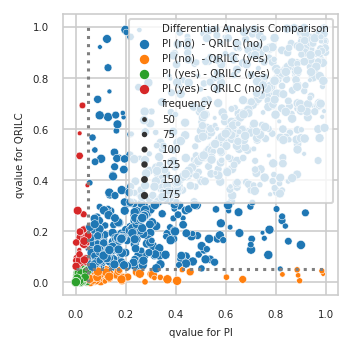 Differential Analysis Comparison
PI (no) - QRILC (no)
PI (no) - QRILC (yes)
PI (yes) - QRILC (yes)
PI (yes) - QRILC (no)
frequency
50
75
100
125
150
175
1.0
0.8
0.6
0.4
0.2
0.0
qvalue for QRILC
0.0 0.2 0.4 0.6 0.8 1.0
qvalue for PI